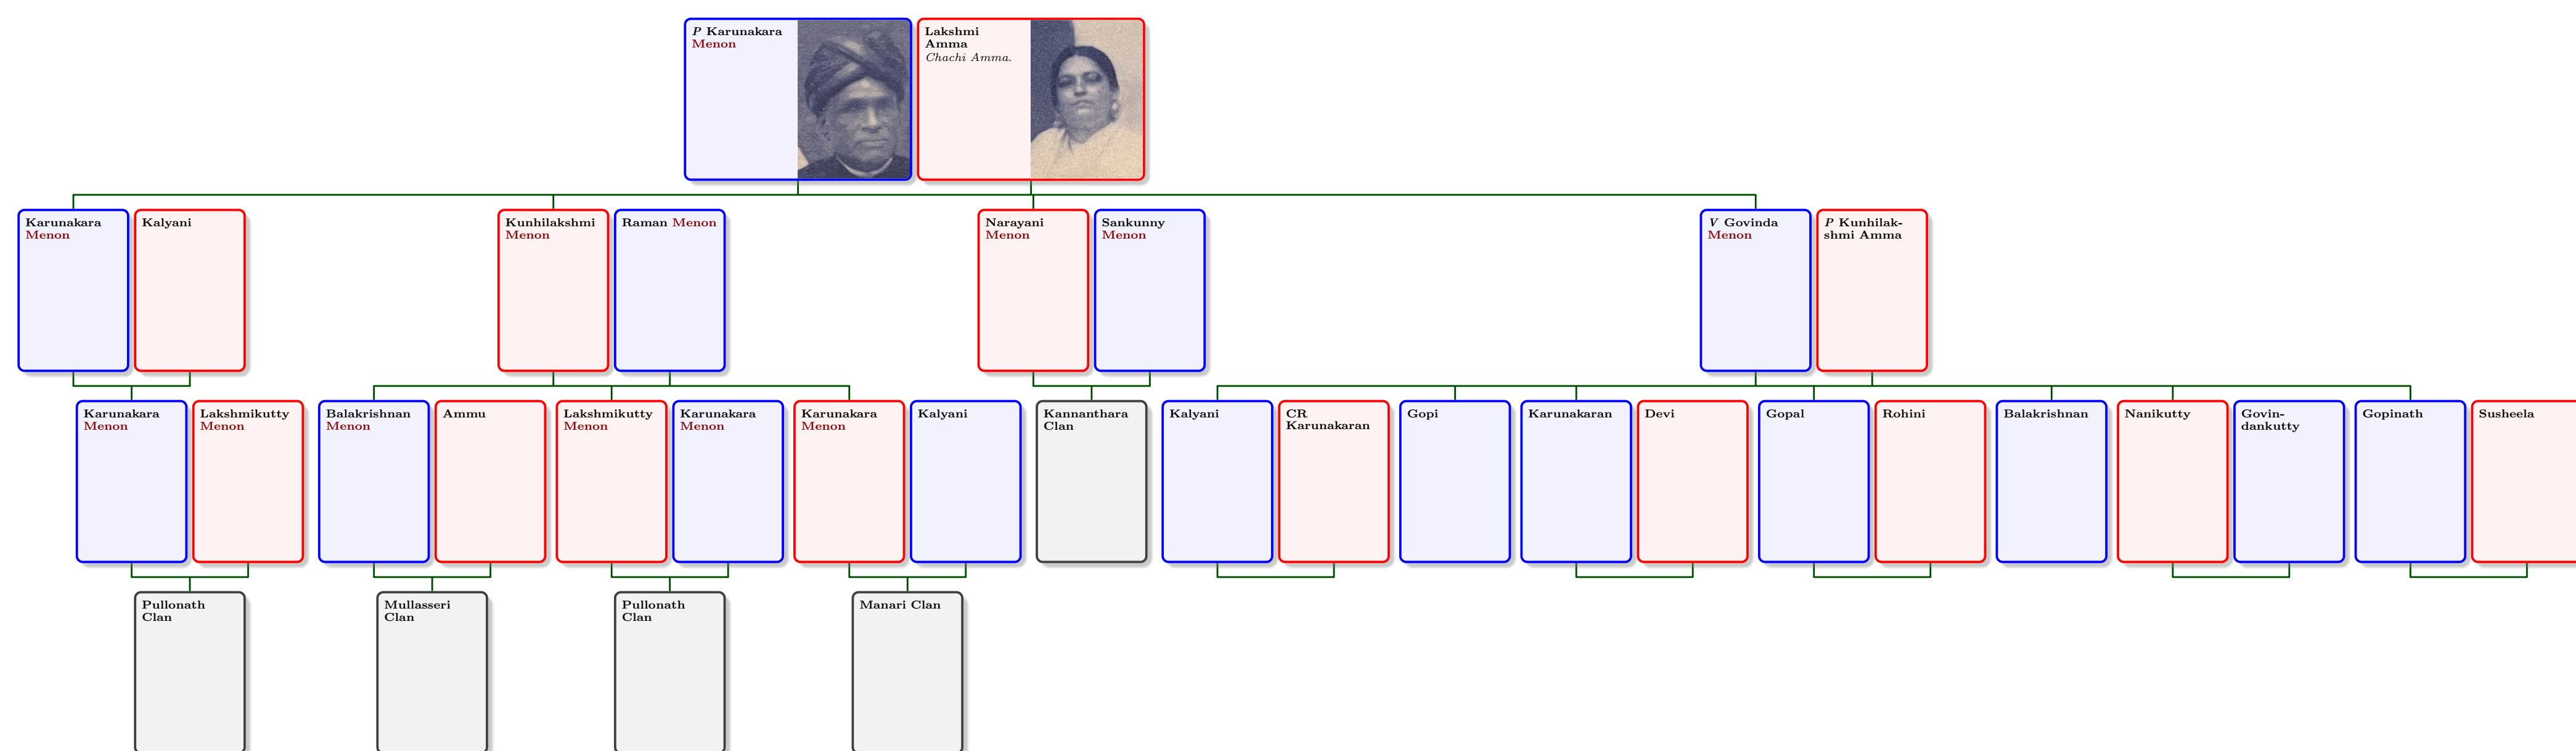 P Karunakara
Menon
Lakshmi
Amma
Chachi Amma.
Karunakara
Menon
Kalyani
Kunhilakshmi
Menon
Raman Menon
Narayani
Menon
Sankunny
Menon
V Govinda
Menon
P Kunhilak-
shmi Amma
Karunakara
Menon
Lakshmikutty
Menon
Balakrishnan
Menon
Ammu
Lakshmikutty
Menon
Karunakara
Menon
Karunakara
Menon
Kalyani
Kannanthara
Clan
Kalyani
CR
Karunakaran
Gopi
Karunakaran
Devi
Gopal
Rohini
Balakrishnan
Nanikutty
Govin-
dankutty
Gopinath
Susheela
Pullonath
Clan
Mullasseri
Clan
Pullonath
Clan
Manari Clan